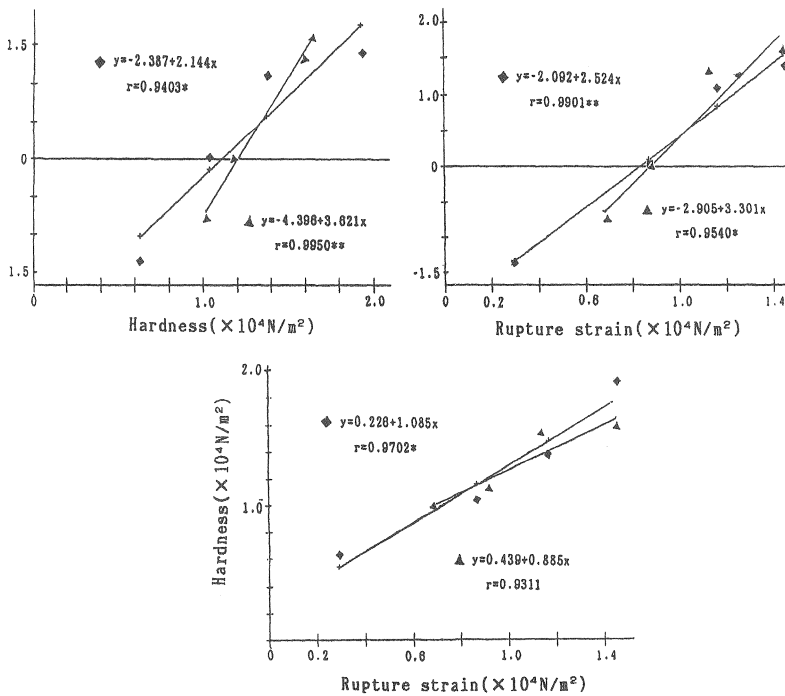 1.5
0
1.5
◆ y=-2.387+2.144x
r=0.9403*
▲ y=-4.396+3.621x
r=0.9950**
0 1.0 2.0
Hardness(×10⁴N/m²)
2.0
1.0
0
-1.5
◆ y=-2.092+2.524x
r=0.9901**
▲ y=-2.905+3.301x
r=0.9540*
0 0.2 0.6 1.0 1.4
Rupture strain(×10⁴N/m²)
Hardness(×10⁴N/m²)
2.0
1.0
◆ y=0.226+1.085x
r=0.9702*
▲ y=0.439+0.885x
r=0.9311
0 0.2 0.6 1.0 1.4
Rupture strain(×10⁴N/m²)